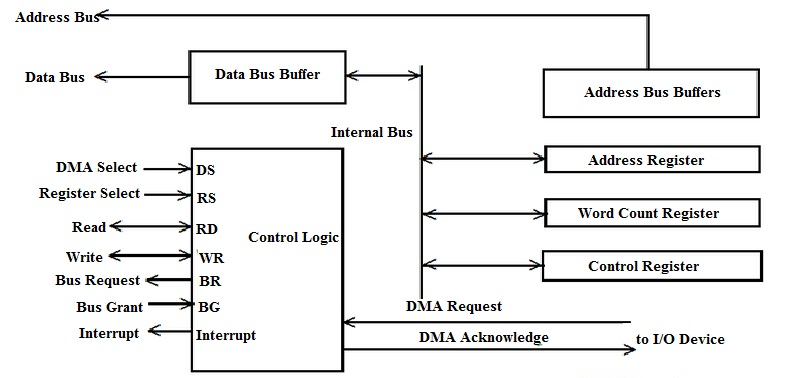 Address Bus
Data Bus
Data Bus Buffer
Address Bus Buffers
Internal Bus
Address Register
DMA Select
DS
Register Select
RS
Word Count Register
Read
RD
Control Logic
Write
WR
Control Register
Bus Request
BR
Bus Grant
BG
DMA Request
Interrupt
Interrupt
DMA Acknowledge
to I/O Device